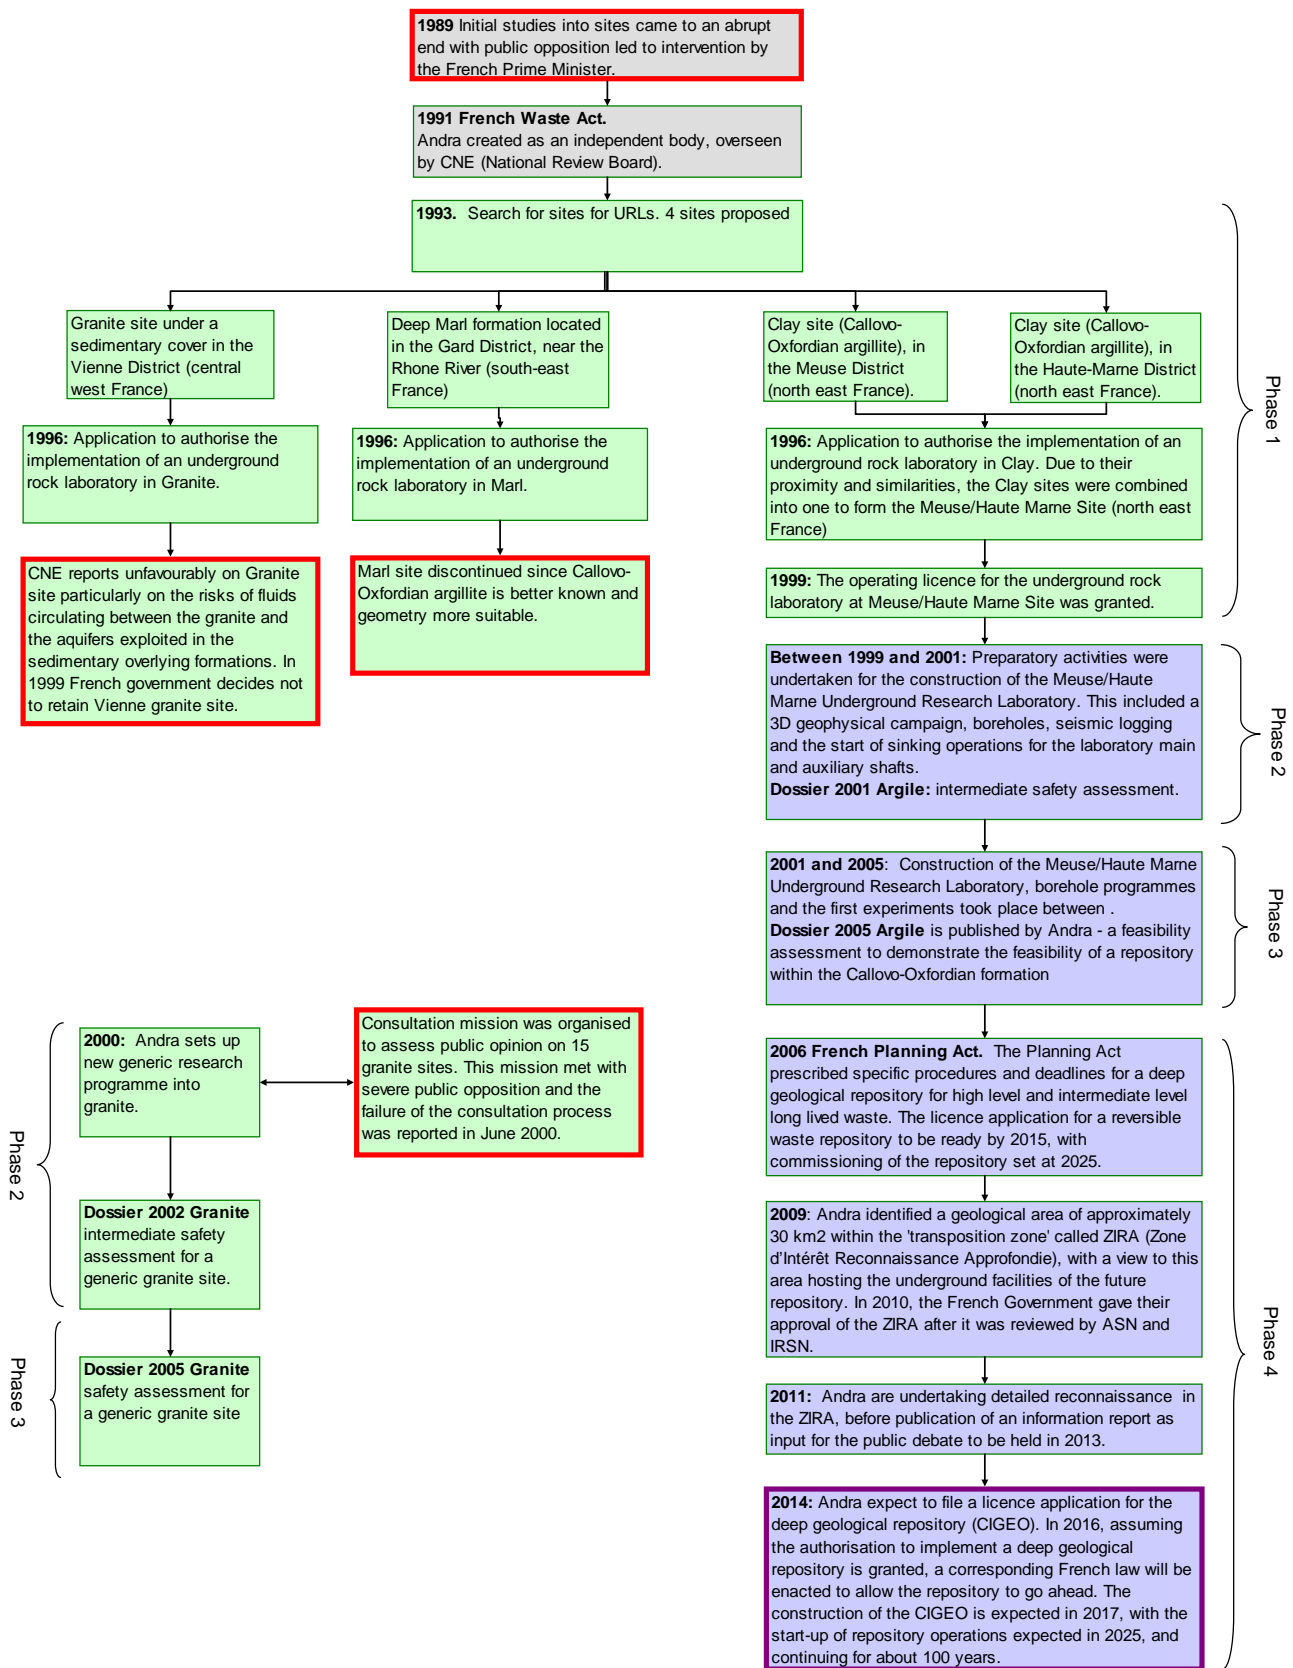 1989 Initial studies into sites came to an abrupt
end with public opposition led to intervention by
the French Prime Minister.
1991 French Waste Act.
Andra created as an independent body, overseen
by CNE (National Review Board).
1993.  Search for sites for URLs. 4 sites proposed
Granite site under a
sedimentary cover in the
Vienne District (central
west France)
Deep Marl formation located
in the Gard District, near the
Rhone River (south-east
France)
Clay site (Callovo-
Oxfordian argillite), in
the Meuse District
(north east France).
Clay site (Callovo-
Oxfordian argillite), in
the Haute-Marne District
(north east France).
Phase 1
1996: Application to authorise the
implementation of an underground
rock laboratory in Granite.
1996: Application to authorise the
implementation of an underground
rock laboratory in Marl.
1996: Application to authorise the implementation of an
underground rock laboratory in Clay. Due to their
proximity and similarities, the Clay sites were combined
into one to form the Meuse/Haute Marne Site (north east
France)
CNE reports unfavourably on Granite
site particularly on the risks of fluids
circulating between the granite and
the aquifers exploited in the
sedimentary overlying formations. In
1999 French government decides not
to retain Vienne granite site.
Marl site discontinued since Callovo-
Oxfordian argillite is better known and
geometry more suitable.
1999: The operating licence for the underground rock
laboratory at Meuse/Haute Marne Site was granted.
Between 1999 and 2001: Preparatory activities were
undertaken for the construction of the Meuse/Haute
Marne Underground Research Laboratory. This included a
3D geophysical campaign, boreholes, seismic logging
and the start of sinking operations for the laboratory main
and auxiliary shafts.
Dossier 2001 Argile: intermediate safety assessment.
Phase 2
2001 and 2005:  Construction of the Meuse/Haute Marne
Underground Research Laboratory, borehole programmes
and the first experiments took place between .
Dossier 2005 Argile is published by Andra - a feasibility
assessment to demonstrate the feasibility of a repository
within the Callovo-Oxfordian formation
Phase 3
2000:  Andra sets up
new generic research
programme into
granite.
Consultation mission was organised
to assess public opinion on 15
granite sites. This mission met with
severe public opposition and the
failure of the consultation process
was reported in June 2000.
Phase 2
Dossier 2002 Granite
intermediate safety
assessment for a
generic granite site.
Dossier 2005 Granite
safety assessment for
a generic granite site
Phase 3
2006 French Planning Act.  The Planning Act
prescribed specific procedures and deadlines for a deep
geological repository for high level and intermediate level
long lived waste. The licence application for a reversible
waste repository to be ready by 2015, with
commissioning of the repository set at 2025.
2009: Andra identified a geological area of approximately
30 km2 within the 'transposition zone' called ZIRA (Zone
d'Intérêt Reconnaissance Approfondie), with a view to this
area hosting the underground facilities of the future
repository. In 2010, the French Government gave their
approval of the ZIRA after it was reviewed by ASN and
IRSN.
Phase 4
2011:  Andra are undertaking detailed reconnaissance  in
the ZIRA, before publication of an information report as
input for the public debate to be held in 2013.
2014: Andra expect to file a licence application for the
deep geological repository (CIGEO). In 2016, assuming
the authorisation to implement a deep geological
repository is granted, a corresponding French law will be
enacted to allow the repository to go ahead. The
construction of the CIGEO is expected in 2017, with the
start-up of repository operations expected in 2025, and
continuing for about 100 years.